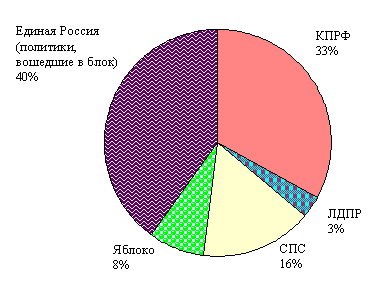 Единая Россия
(политики,
вошедшие в блок)
40%
КПРФ
33%
ЛДПР
3%
СПС
16%
Яблоко
8%